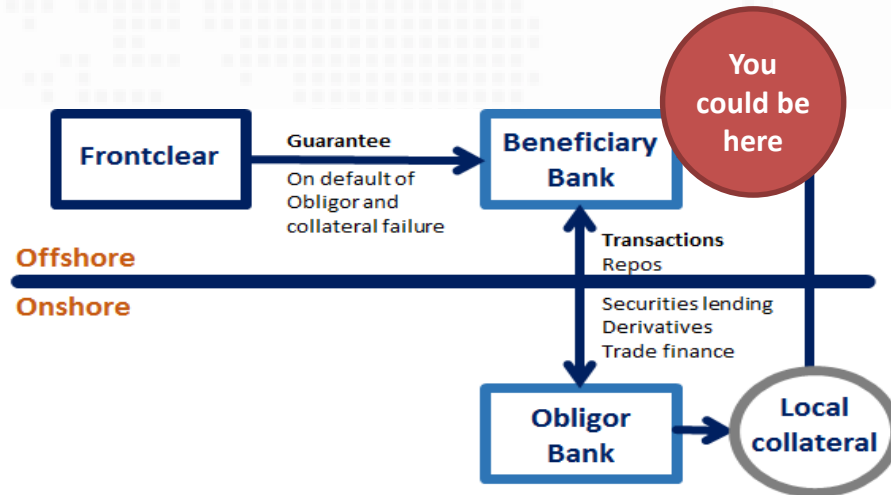 You
could be
here
Frontclear
Guarantee
On default of
Obligor and
collateral failure
Beneficiary
Bank
Transactions
Repos
Offshore
Onshore
Securities lending
Derivatives
Trade finance
Obligor
Bank
Local
collateral